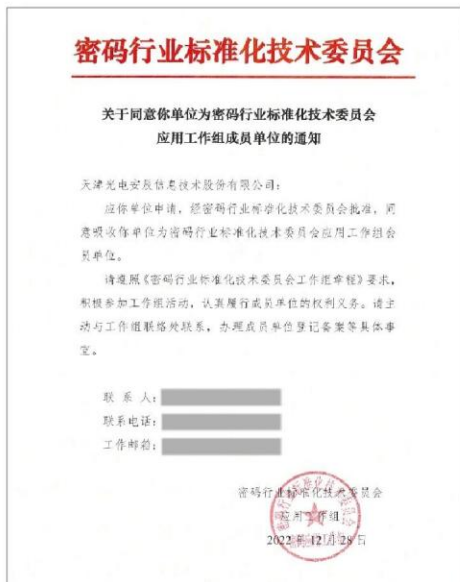 密码行业标准化技术委员会
关于同意你单位为密码行业标准化技术委员会
应用工作组成员单位的通知
天津光电安辰信息技术股份有限公司:
应你单位申请,经密码行业标准化技术委员会批准,同
意吸收你单位为密码行业标准化技术委员会应用工作组会
员单位。
请遵照《密码行业标准化技术委员会工作组章程》要求,
积极参加工作组活动,认真履行成员单位的权利义务。请主
动与工作组联络处联系,办理成员单位登记备案等具体事
宜。
联 系 人:
联系电话:
工作邮箱:
密码行业标准化技术委员会
应用工作组
2022年12月28日